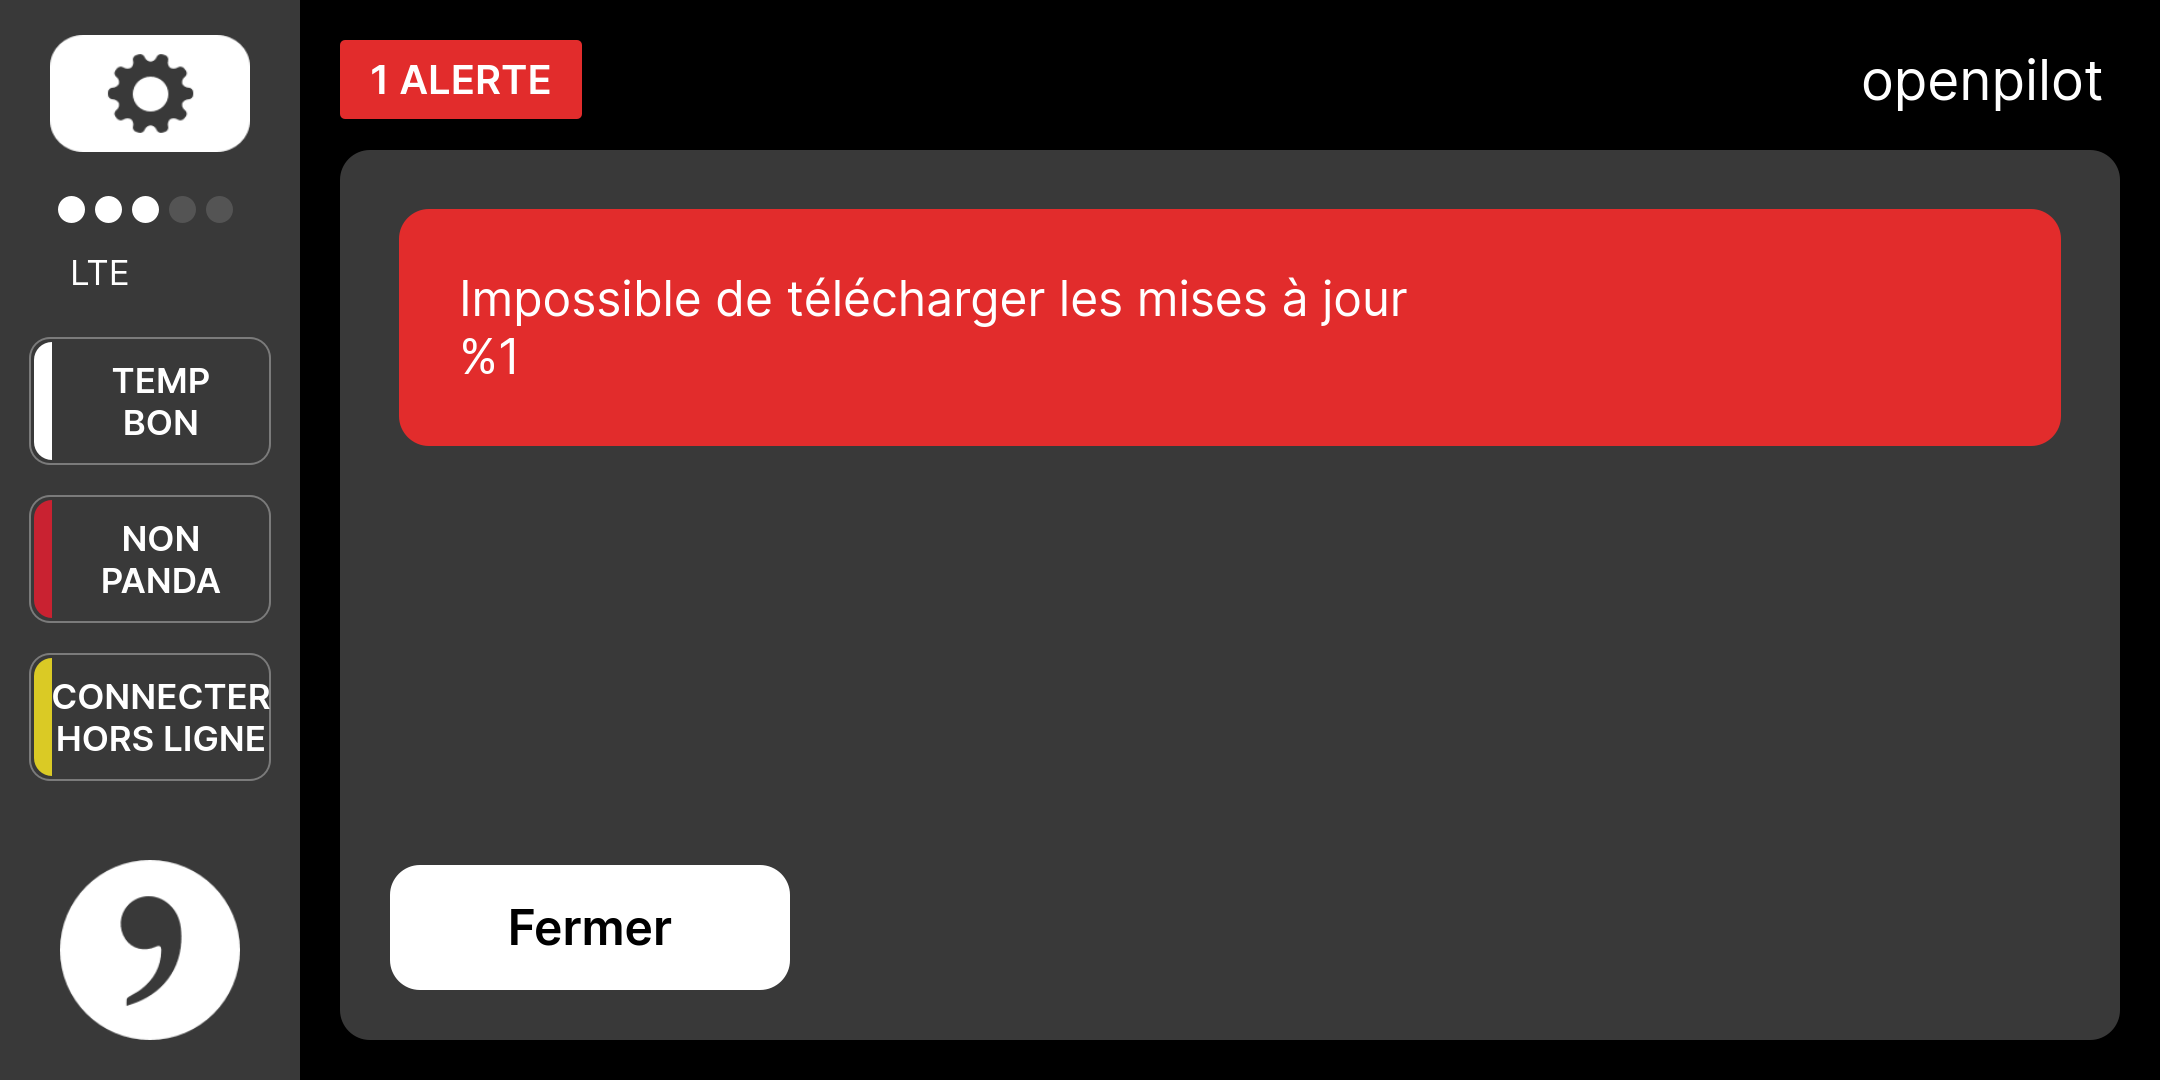 1 ALERTE
openpilot
LTE
TEMP
BON
NON
PANDA
CONNECTER
HORS LIGNE
Impossible de télécharger les mises à jour
%1
Fermer